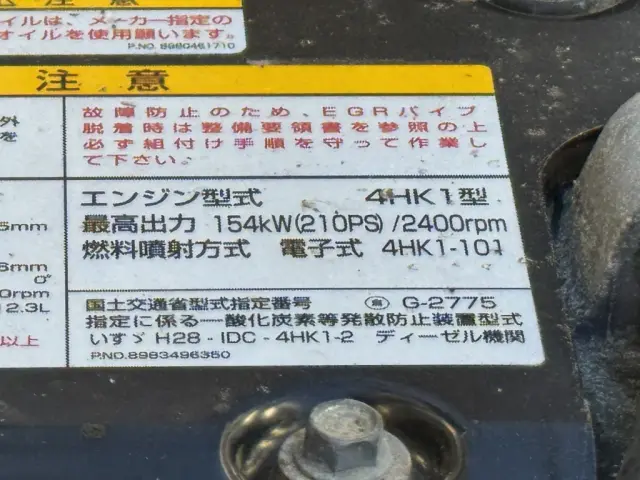 注意
イルは、メーカー指定の
オイルを使用願います。
P.NO. 8980461710
注 意
外
を
故障防止のため、EGRパイプ
脱着時は整備要領書を参照の上
必ず組付け手順を守って作業し
て下さい。
エンジン型式 4HK1型
最高出力 154kW(210PS) /2400rpm
燃料噴射方式 電子式 4HK1-101
5mm
6mm
0°
0rpm
12.3L
以上
国土交通省型式指定番号 G-2775
指定に係る一酸化炭素等発散防止装置型式
いすゞ H28 - IDC - 4HK1-2 ディーゼル機関
P.NO.8983496350